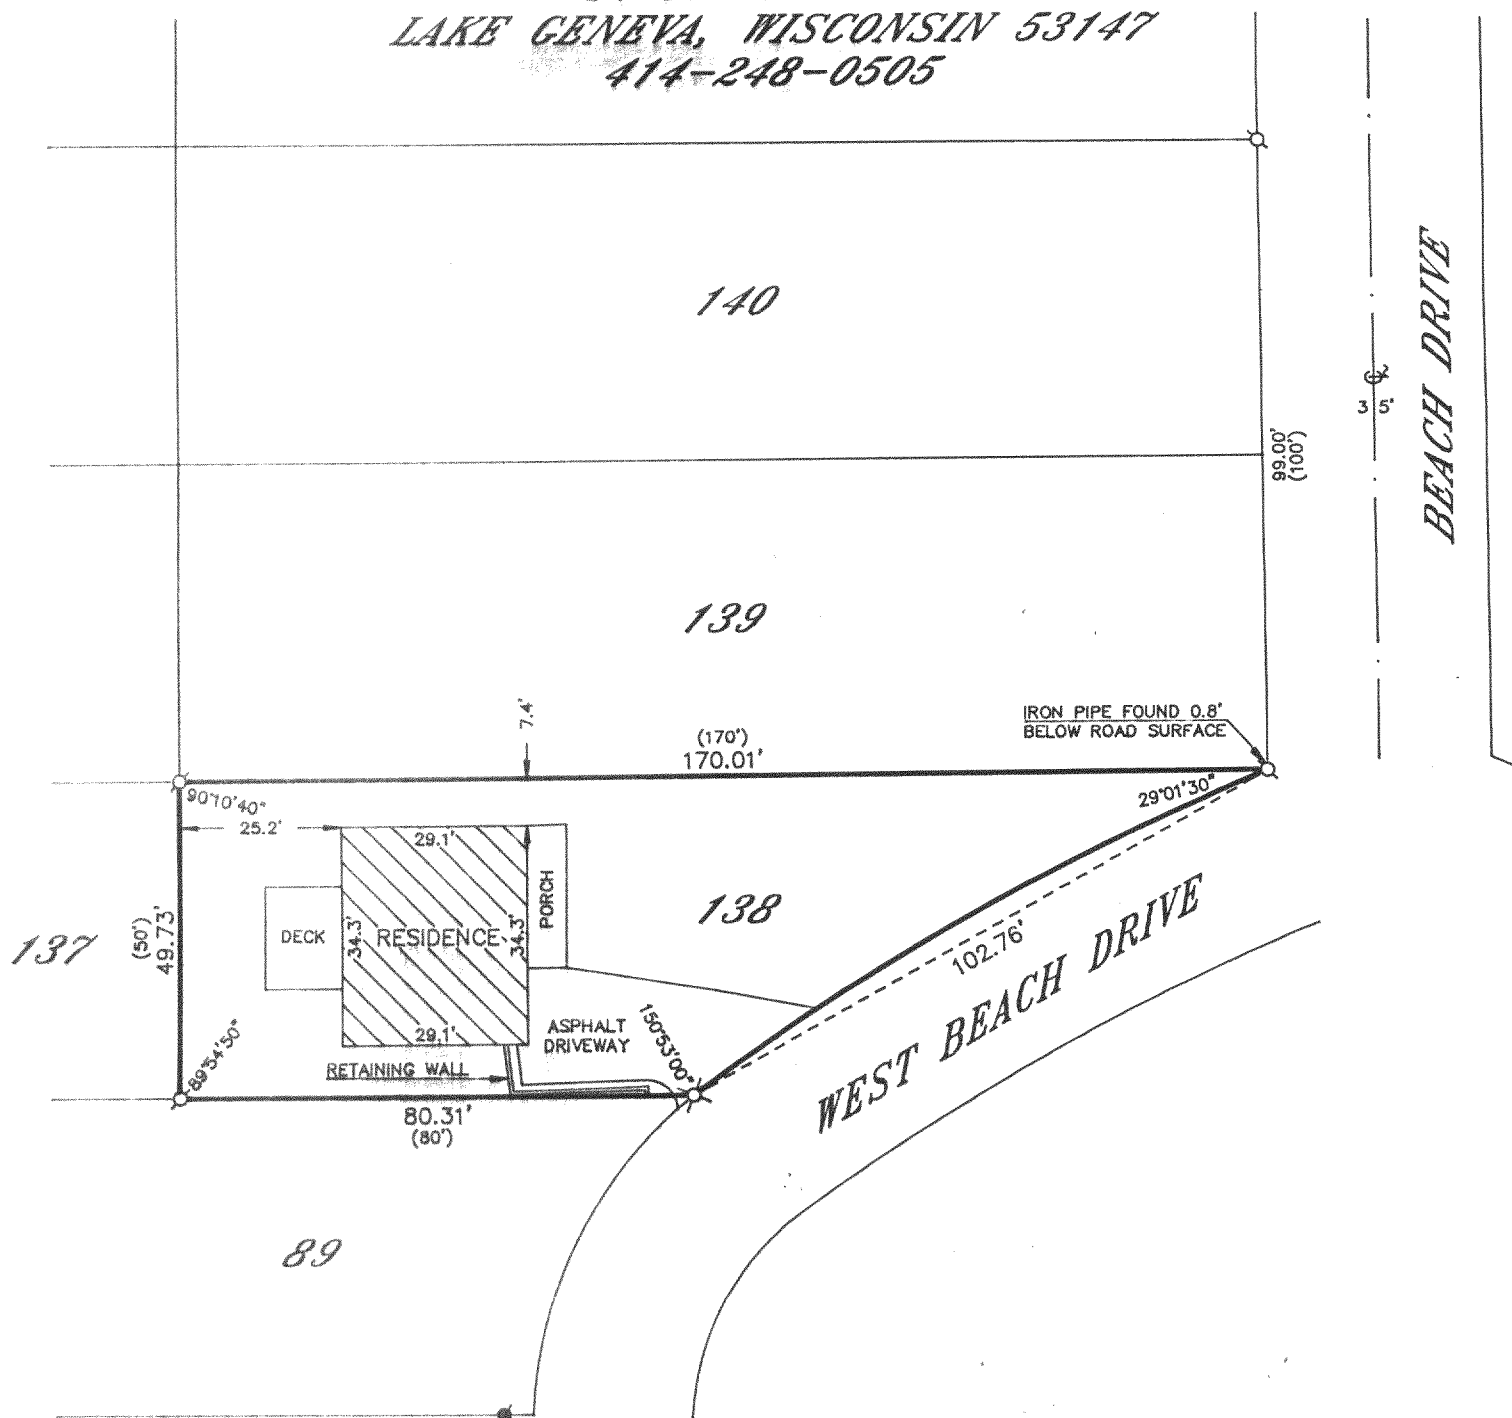 LAKE GENEVA, WISCONSIN 53147
414-248-0505
140
BEACH DRIVE
35'
99.00'
(100')
139
7.4'
IRON PIPE FOUND 0.8'
BELOW ROAD SURFACE
(170')
170.01'
90°10'40"
29°01'30"
25.2'
29.1'
PORCH
138
137
(50')
49.73'
DECK
34.3'
RESIDENCE
34.3'
102.76'
WEST BEACH DRIVE
ASPHALT
DRIVEWAY
150°53'00"
29.1'
89°54'50"
RETAINING WALL
80.31'
(80')
89